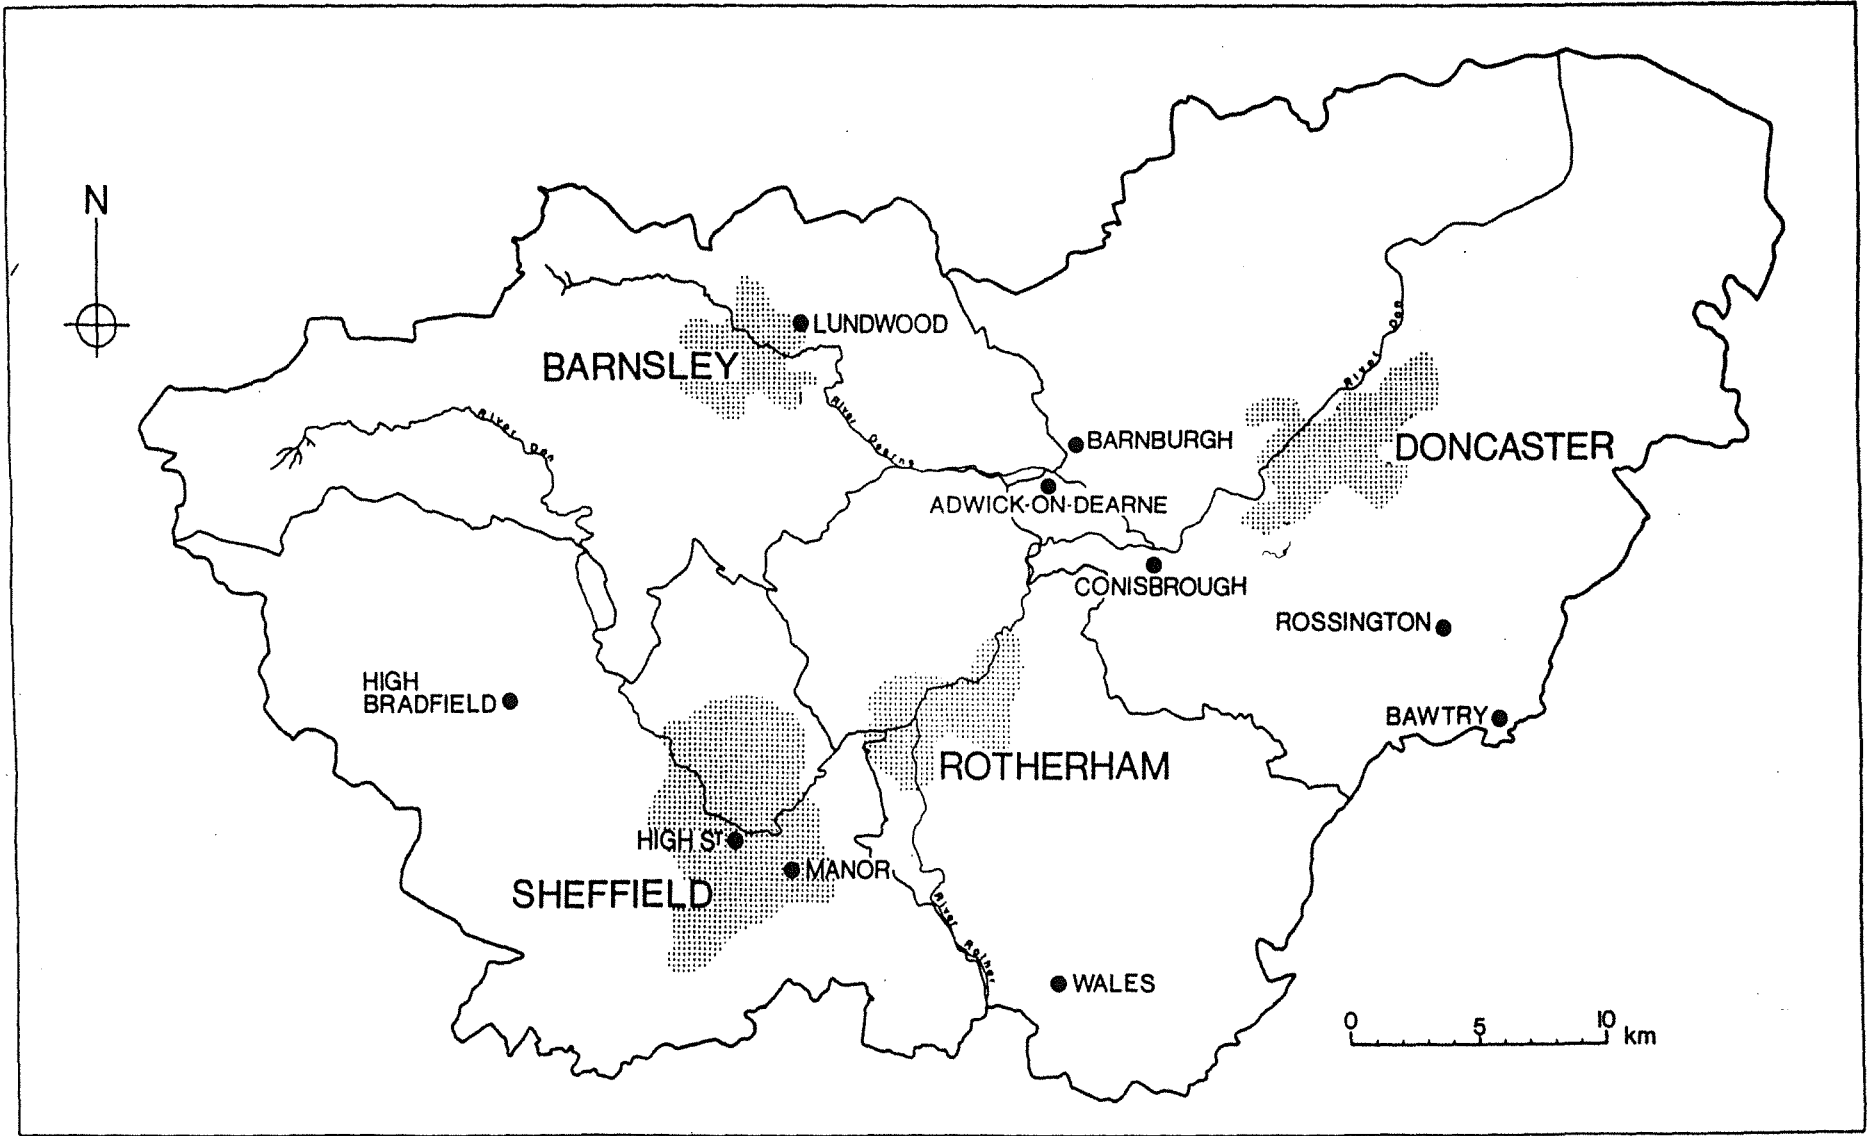 N
LUNDWOOD
BARNSLEY
River Don
River Dearne
River Don
BARNBURGH
DONCASTER
ADWICK-ON-DEARNE
CONISBROUGH
ROSSINGTON
HIGH
BRADFIELD
BAWTRY
ROTHERHAM
HIGH ST
MANOR
SHEFFIELD
River Rother
WALES
0 5 10 km